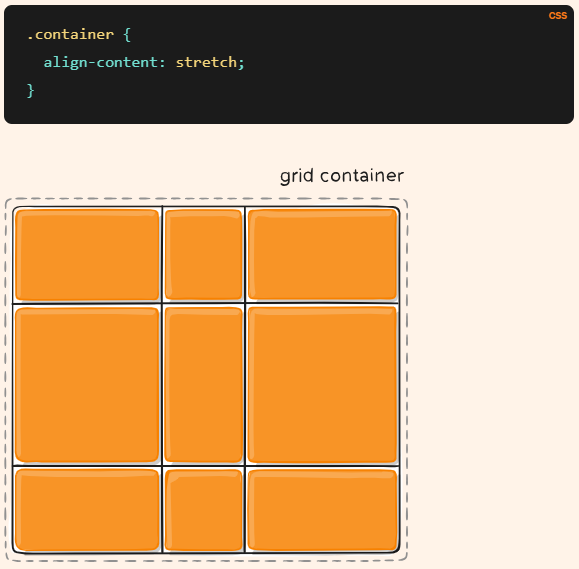 css
.container {
  align-content: stretch;
}
grid container